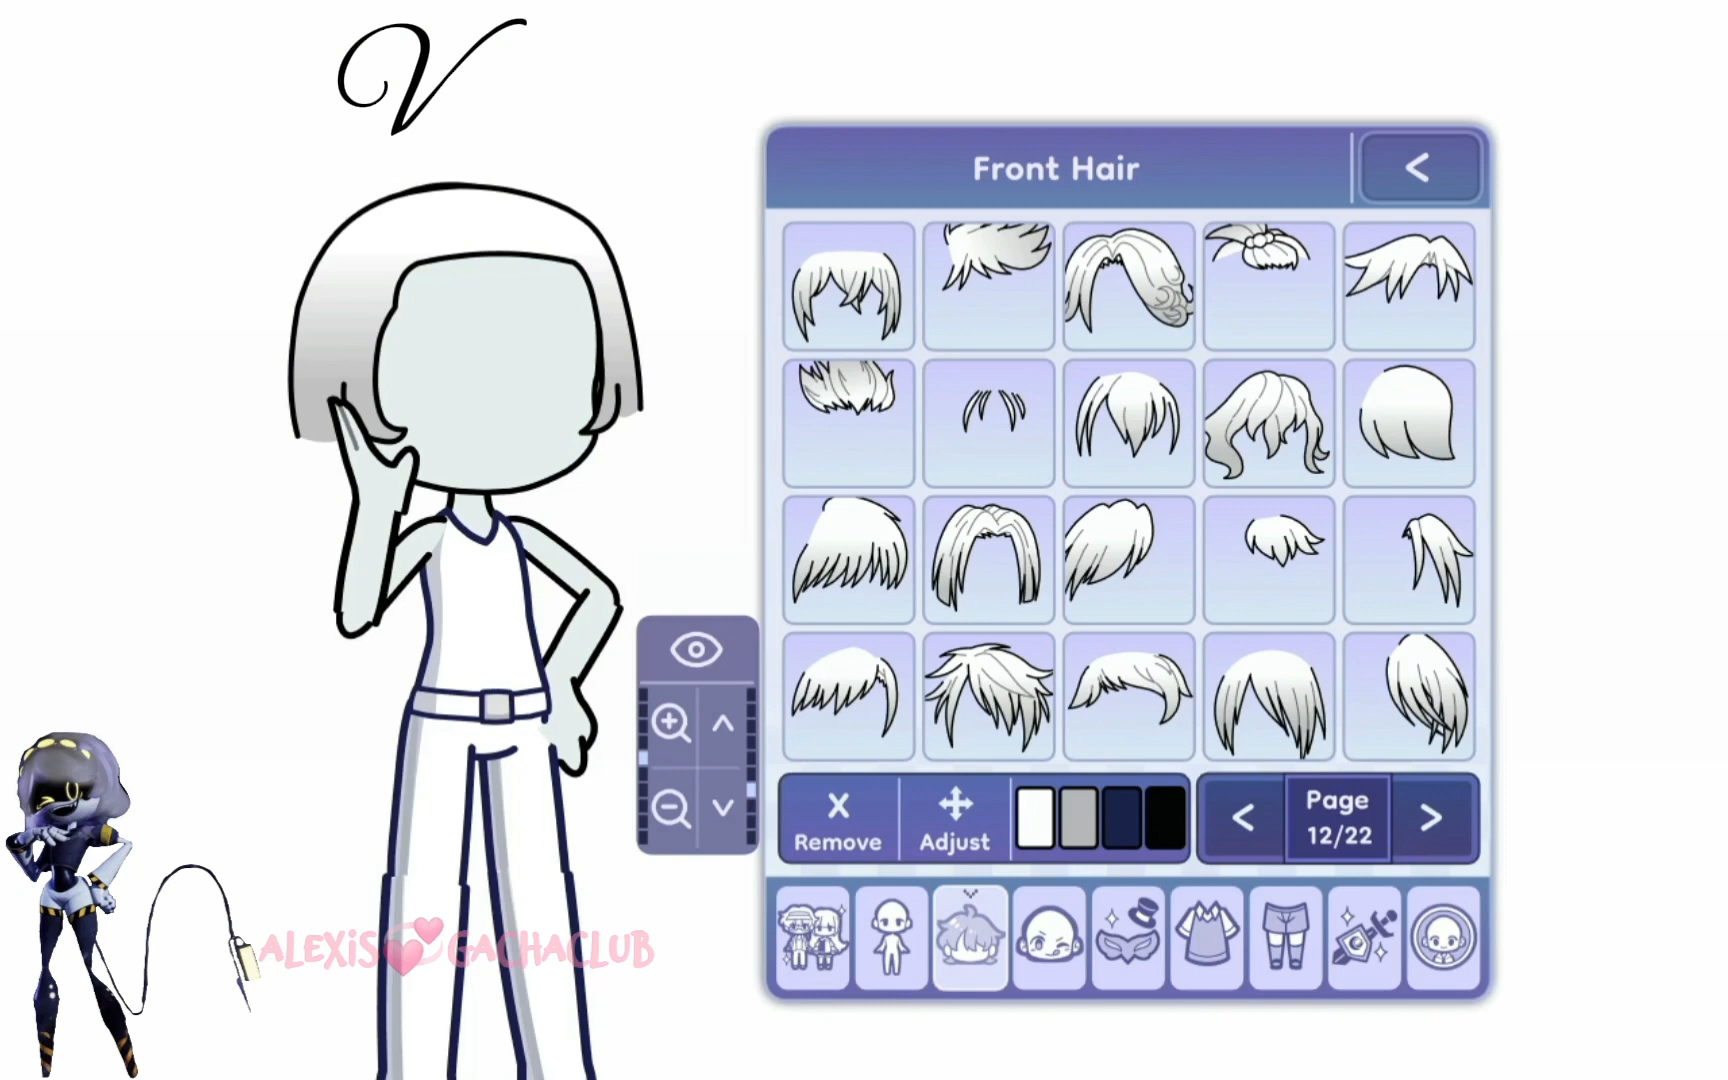 V
Front Hair
Remove
Adjust
Page
12/22
ALEXiS GACHACLUB